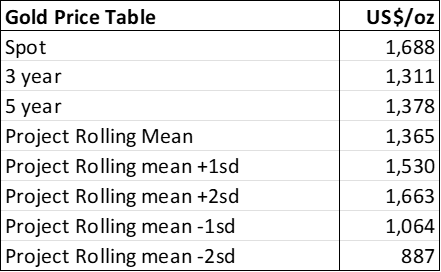 Gold Price Table US$/oz
Spot 1,688
3 year 1,311
5 year 1,378
Project Rolling Mean 1,365
Project Rolling mean +1sd 1,530
Project Rolling mean +2sd 1,663
Project Rolling mean -1sd 1,064
Project Rolling mean -2sd 887